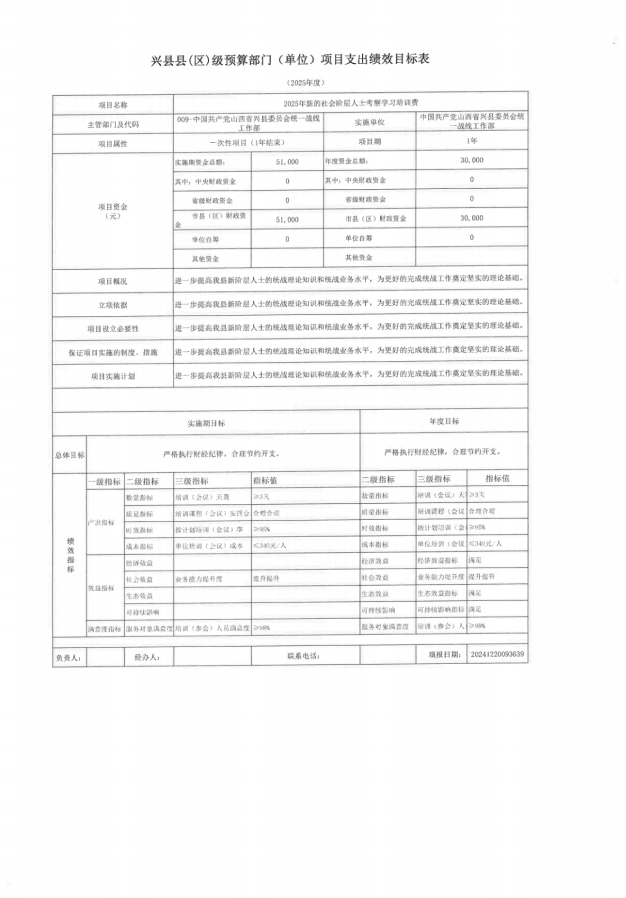 兴县县(区)级预算部门（单位）项目支出绩效目标表
（2025年度）
项目名称 2025年新的社会阶层人士考察学习培训费
主管部门及代码 009-中国共产党山西省兴县委员会统一战线工作部 实施单位 中国共产党山西省兴县委员会统一战线工作部
项目属性 一次性项目（1年结束） 项目期 1年
项目资金（元） 实施期资金总额： 51,000 年度资金总额： 30,000
其中：中央财政资金 0 其中：中央财政资金 0
省级财政资金 0 省级财政资金 0
市县（区）财政资金 51,000 市县（区）财政资金 30,000
单位自筹 0 单位自筹 0
其他资金 其他资金
项目概况 进一步提高我县新阶层人士的统战理论知识和统战业务水平，为更好的完成统战工作奠定坚实的理论基础。
立项依据 进一步提高我县新阶层人士的统战理论知识和统战业务水平，为更好的完成统战工作奠定坚实的理论基础。
项目设立必要性 进一步提高我县新阶层人士的统战理论知识和统战业务水平，为更好的完成统战工作奠定坚实的理论基础。
保证项目实施的制度、措施 进一步提高我县新阶层人士的统战理论知识和统战业务水平，为更好的完成统战工作奠定坚实的理论基础。
项目实施计划 进一步提高我县新阶层人士的统战理论知识和统战业务水平，为更好的完成统战工作奠定坚实的理论基础。
实施期目标 年度目标
总体目标 严格执行财经纪律，合理节约开支。 严格执行财经纪律，合理节约开支。
绩效指标 一级指标 二级指标 三级指标 指标值 二级指标 三级指标 指标值
产出指标 数量指标 培训（会议）天数 ≥3天 数量指标 培训（会议）天 ≥3天
质量指标 培训课程（会议）安排合 合理合适 质量指标 培训课程（会议 合理合适
时效指标 按计划培训（会议）率 ≥95% 时效指标 按计划培训（会 ≥95%
成本指标 单位培训（会议）成本 ≤340元/人 成本指标 单位培训（会议 ≤340元/人
效益指标 经济效益 经济效益 经济效益指标 满足
社会效益 业务能力提升度 提升提升 社会效益 业务能力提升度 提升提升
生态效益 生态效益 生态效益指标 满足
可持续影响 可持续影响 可持续影响指标 满足
满意度指标 服务对象满意度 培训（参会）人员满意度 ≥98% 服务对象满意度 培训（参会）人 ≥98%
负责人： 经办人： 联系电话： 填报日期： 20241220093639